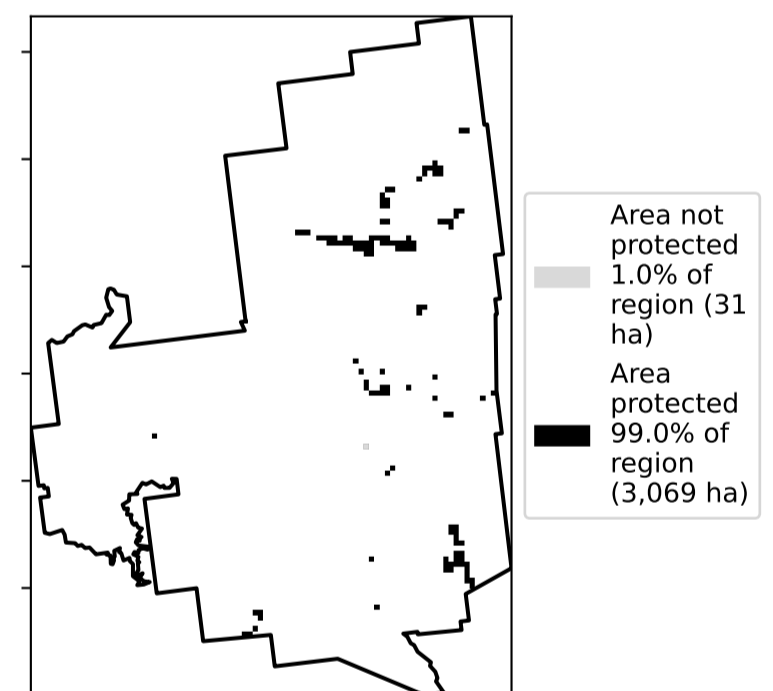 Area not
protected
1.0% of
region (31
ha)
Area
protected
99.0% of
region
(3,069 ha)